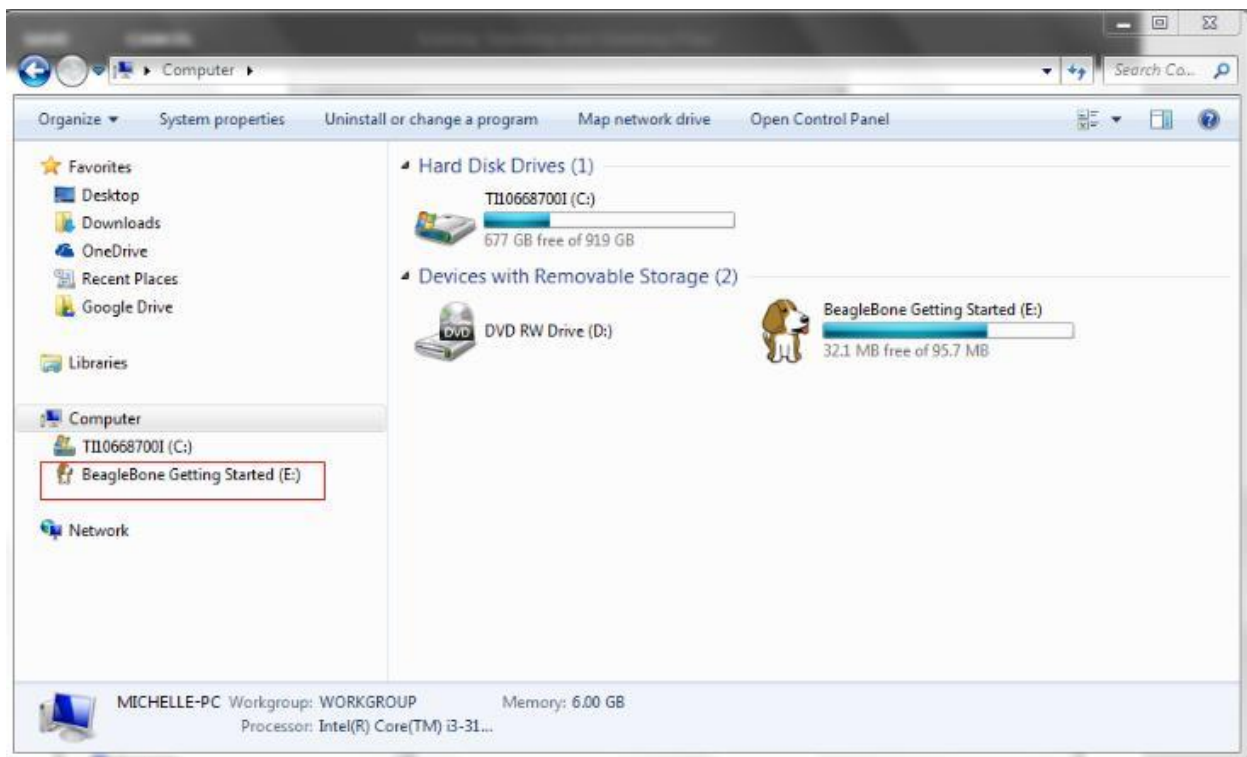 Computer
Search Co...
Organize System properties Uninstall or change a program Map network drive Open Control Panel
Favorites
Desktop
Downloads
OneDrive
Recent Places
Google Drive
Libraries
Computer
TI10668700I (C:)
BeagleBone Getting Started (E:)
Network
Hard Disk Drives (1)
TI10668700I (C:)
677 GB free of 919 GB
Devices with Removable Storage (2)
DVD
DVD RW Drive (D:)
BeagleBone Getting Started (E:)
32.1 MB free of 95.7 MB
MICHELLE-PC Workgroup: WORKGROUP Memory: 6.00 GB
Processor: Intel(R) Core(TM) i3-31...